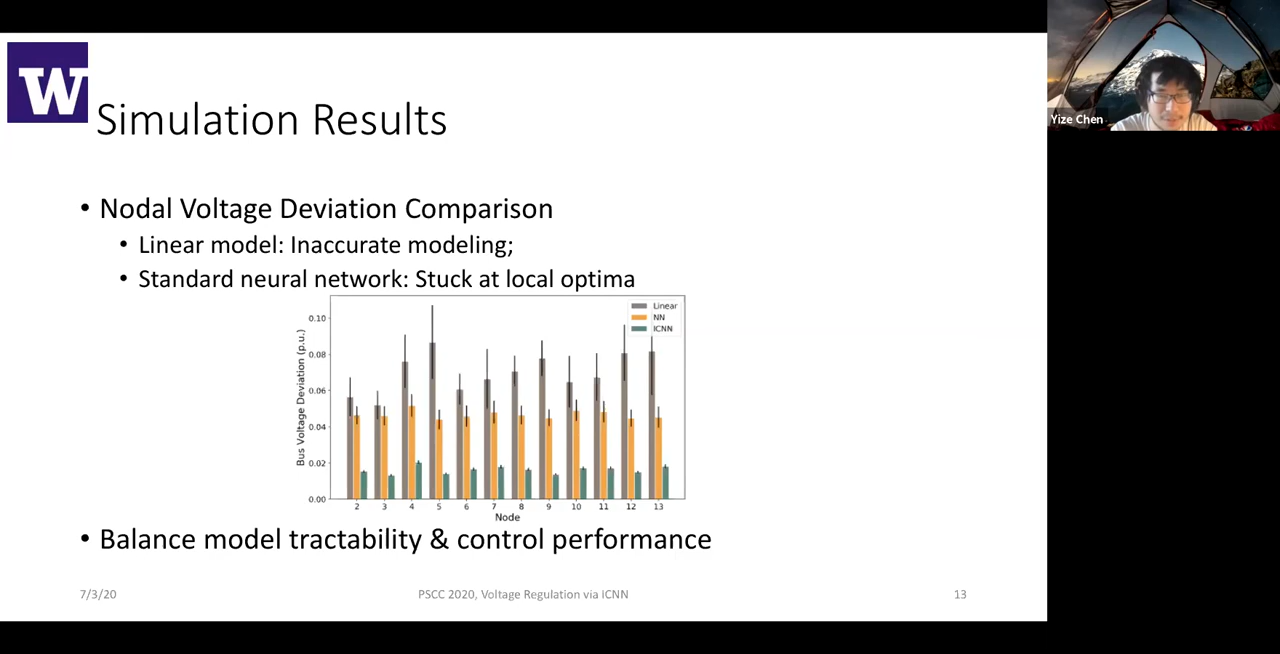 W
Simulation Results
Yize Chen
• Nodal Voltage Deviation Comparison
• Linear model: Inaccurate modeling;
• Standard neural network: Stuck at local optima
Linear
NN
ICNN
Bus Voltage Deviation (p.u.)
0.10
0.08
0.06
0.04
0.02
0.00
2 3 4 5 6 7 8 9 10 11 12 13
Node
• Balance model tractability & control performance
7/3/20 PSCC 2020, Voltage Regulation via ICNN 13